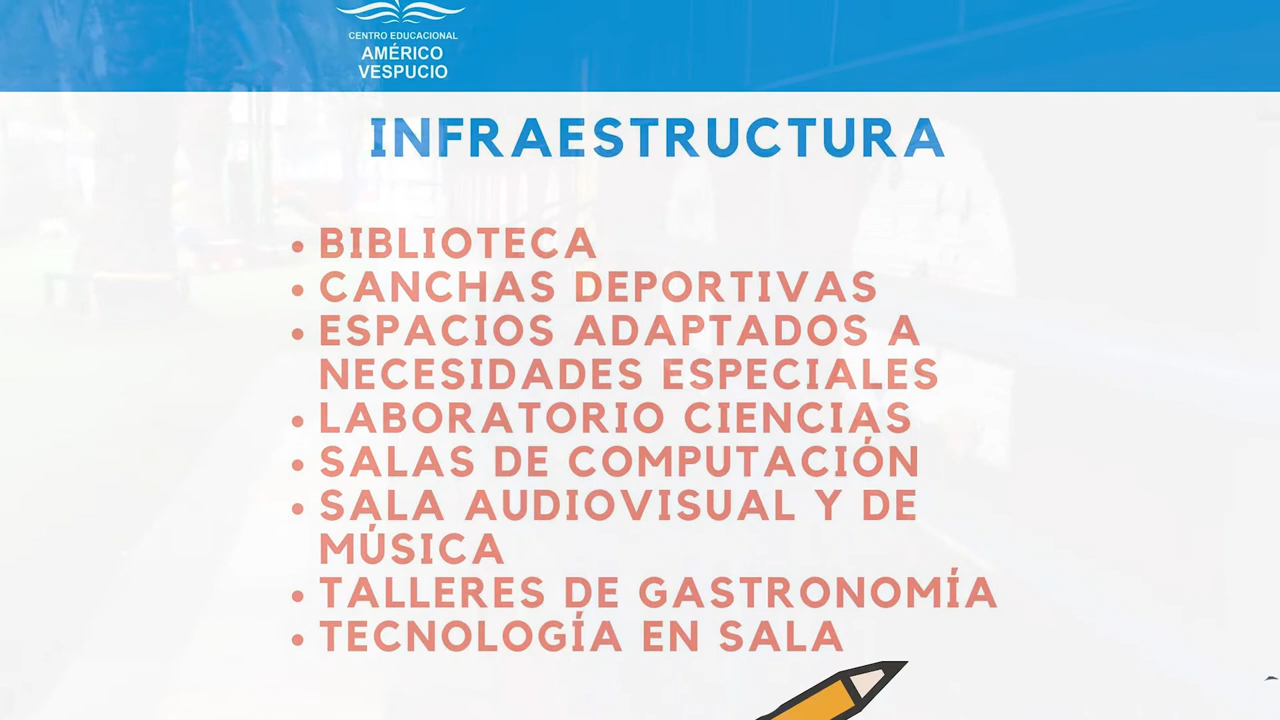 CENTRO EDUCACIONAL
AMÉRICO
VESPUCIO
INFRAESTRUCTURA
• BIBLIOTECA
• CANCHAS DEPORTIVAS
• ESPACIOS ADAPTADOS A
NECESIDADES ESPECIALES
• LABORATORIO CIENCIAS
• SALAS DE COMPUTACIÓN
• SALA AUDIOVISUAL Y DE
MÚSICA
• TALLERES DE GASTRONOMÍA
• TECNOLOGÍA EN SALA